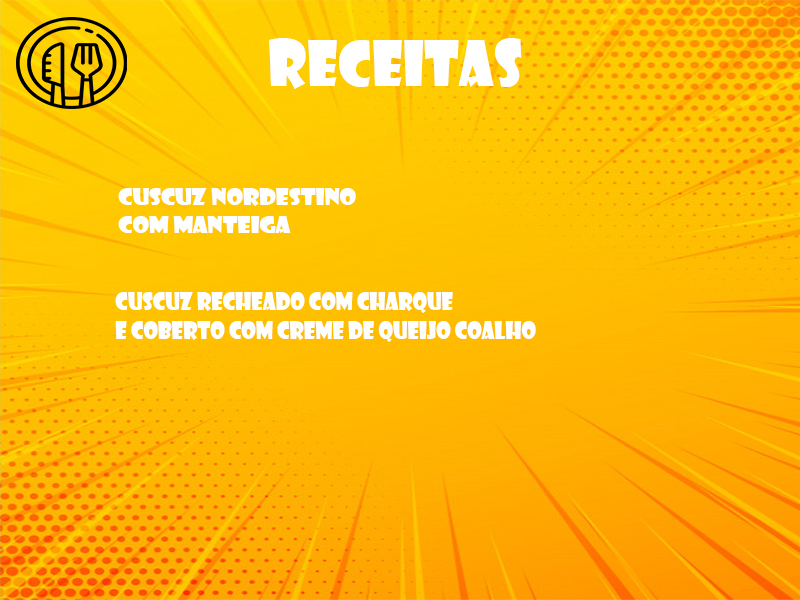 RECEITAS
CUSCUZ NORDESTINO
COM MANTEIGA
CUSCUZ RECHEADO COM CHARQUE
E COBERTO COM CREME DE QUEIJO COALHO